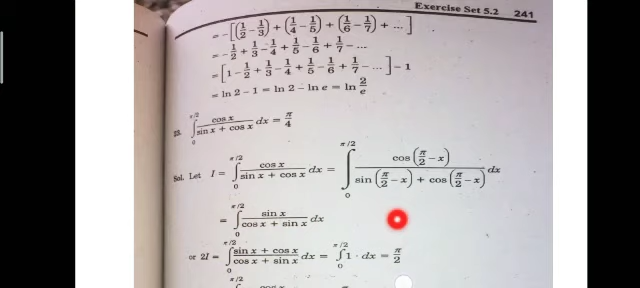 Exercise Set 5.2 241
= -[(1/2 - 1/3) + (1/4 - 1/5) + (1/6 - 1/7) + ...]
= -1/2 + 1/3 - 1/4 + 1/5 - 1/6 + 1/7 - ...
= [1 - 1/2 + 1/3 - 1/4 + 1/5 - 1/6 + 1/7 - ...] - 1
= ln 2 - 1 = ln 2 - ln e = ln 2/e
23. ∫₀^{π/2} cos x/(sin x + cos x) dx = π/4
Sol. Let I = ∫₀^{π/2} cos x/(sin x + cos x) dx = ∫₀^{π/2} cos(π/2 - x)/(sin(π/2 - x) + cos(π/2 - x)) dx
= ∫₀^{π/2} sin x/(cos x + sin x) dx
or 2I = ∫₀^{π/2} (sin x + cos x)/(cos x + sin x) dx = ∫₀^{π/2} 1 · dx = π/2
π/2